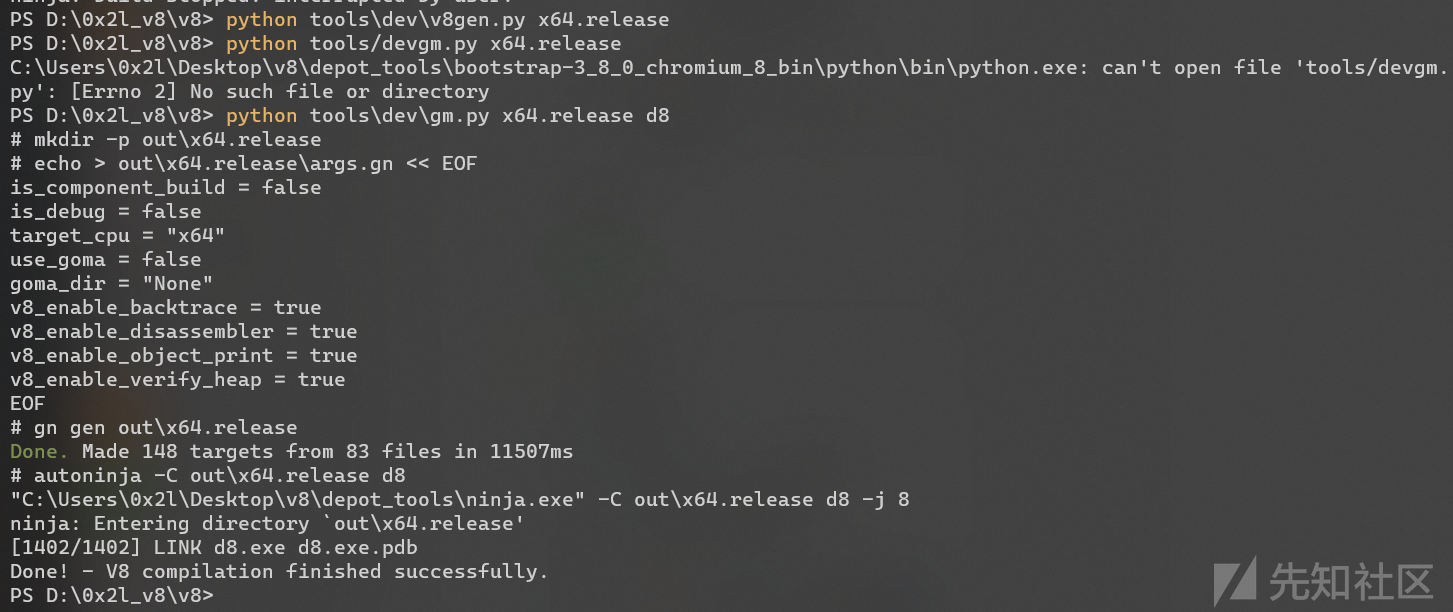 ninja: build stopped: interrupted by user.
PS D:\0x2l_v8\v8> python tools\dev\v8gen.py x64.release
PS D:\0x2l_v8\v8> python tools/devgm.py x64.release
C:\Users\0x2l\Desktop\v8\depot_tools\bootstrap-3_8_0_chromium_8_bin\python\bin\python.exe: can't open file 'tools/devgm.
py': [Errno 2] No such file or directory
PS D:\0x2l_v8\v8> python tools\dev\gm.py x64.release d8
# mkdir -p out\x64.release
# echo > out\x64.release\args.gn << EOF
is_component_build = false
is_debug = false
target_cpu = "x64"
use_goma = false
goma_dir = "None"
v8_enable_backtrace = true
v8_enable_disassembler = true
v8_enable_object_print = true
v8_enable_verify_heap = true
EOF
# gn gen out\x64.release
Done. Made 148 targets from 83 files in 11507ms
# autoninja -C out\x64.release d8
"C:\Users\0x2l\Desktop\v8\depot_tools\ninja.exe" -C out\x64.release d8 -j 8
ninja: Entering directory `out\x64.release'
[1402/1402] LINK d8.exe d8.exe.pdb
Done! - V8 compilation finished successfully.
PS D:\0x2l_v8\v8>
先知社区